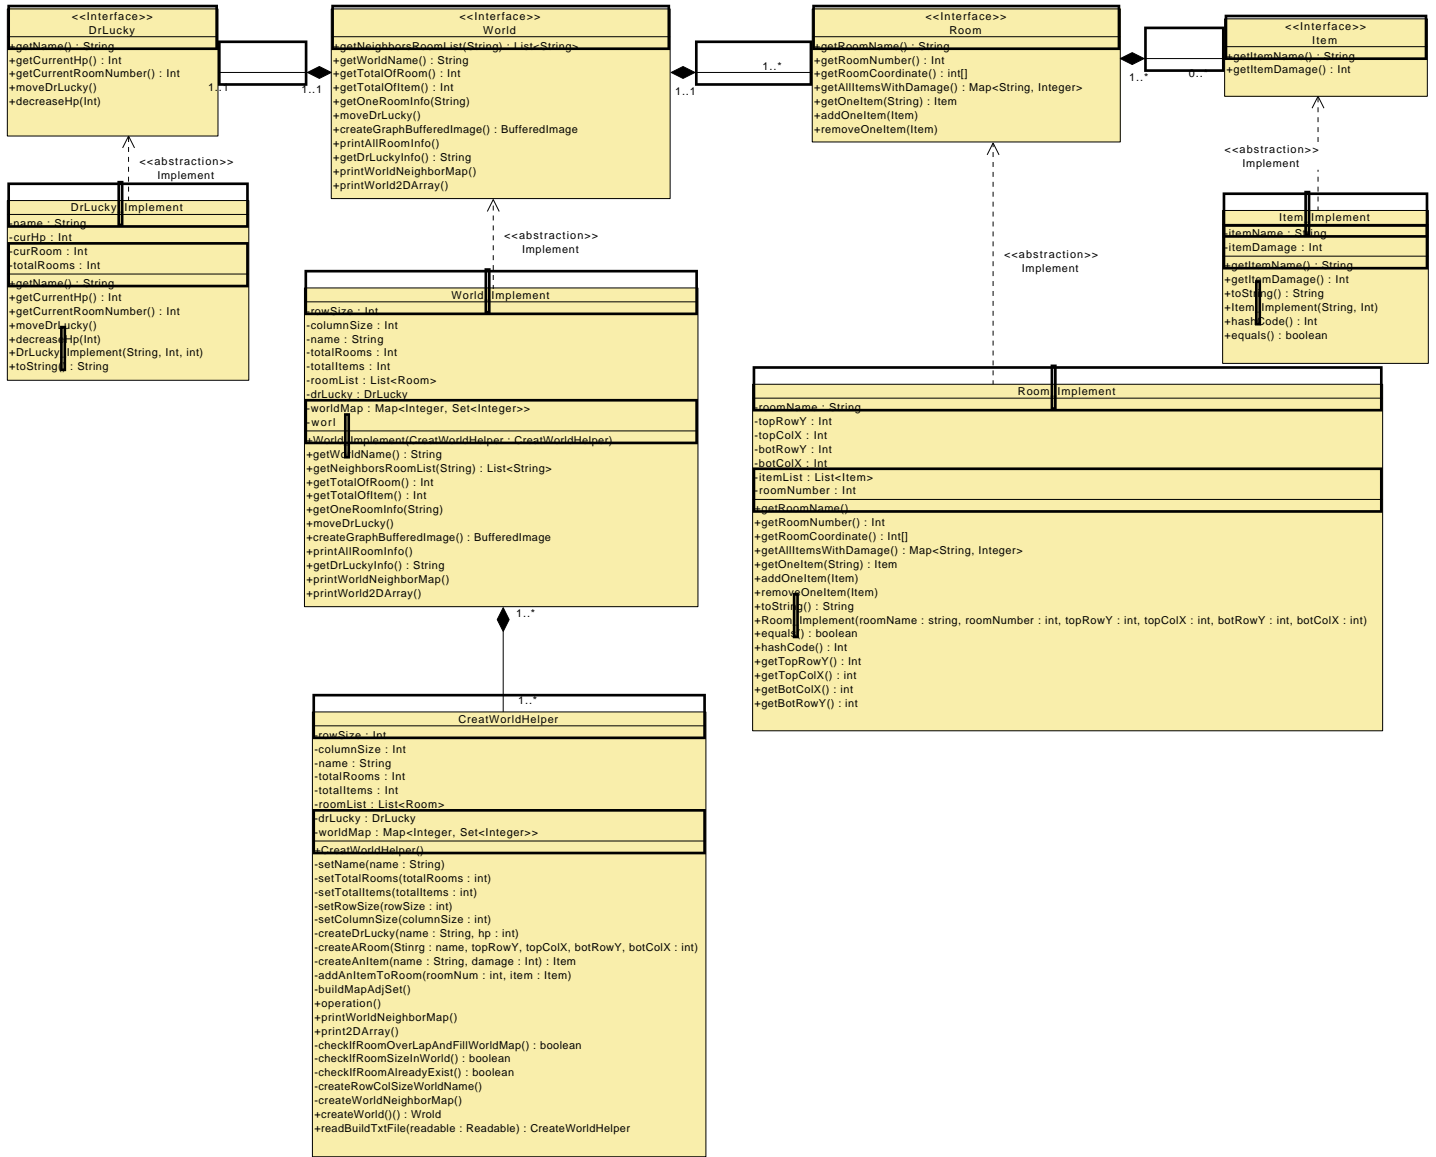 <<Interface>>
DrLucky
+getName() : String
+getCurrentHp() : Int
+getCurrentRoomNumber() : Int
+moveDrLucky()
+decreaseHp(Int)
1..1
1..1
<<Interface>>
World
+getNeighborsRoomList(String) : List<String>
+getWorldName() : String
+getTotalOfRoom() : Int
+getTotalOfItem() : Int
+getOneRoomInfo(String)
+moveDrLucky()
+createGraphBufferedImage() : BufferedImage
+printAllRoomInfo()
+getDrLuckyInfo() : String
+printWorldNeighborMap()
+printWorld2DArray()
1..1
1..*
<<Interface>>
Room
+getRoomName() : String
+getRoomNumber() : Int
+getRoomCoordinate() : int[]
+getAllItemsWithDamage() : Map<String, Integer>
+getOneItem(String) : Item
+addOneItem(Item)
+removeOneItem(Item)
1..*
0..
<<Interface>>
Item
+getItemName() : String
+getItemDamage() : Int
<<abstraction>>
Implement
<<abstraction>>
Implement
<<abstraction>>
Implement
<<abstraction>>
Implement
DrLucky Implement
-name : String
-curHp : Int
-curRoom : Int
-totalRooms : Int
+getName() : String
+getCurrentHp() : Int
+getCurrentRoomNumber() : Int
+moveDrLucky()
+decreaseHp(Int)
+DrLucky Implement(String, Int, int)
+toString() : String
World Implement
-rowSize : Int
-columnSize : Int
-name : String
-totalRooms : Int
-totalItems : Int
-roomList : List<Room>
-drLucky : DrLucky
-worldMap : Map<Integer, Set<Integer>>
-worl
+World Implement(CreatWorldHelper : CreatWorldHelper)
+getWorldName() : String
+getNeighborsRoomList(String) : List<String>
+getTotalOfRoom() : Int
+getTotalOfItem() : Int
+getOneRoomInfo(String)
+moveDrLucky()
+createGraphBufferedImage() : BufferedImage
+printAllRoomInfo()
+getDrLuckyInfo() : String
+printWorldNeighborMap()
+printWorld2DArray()
1..*
1..*
Item Implement
-itemName : String
-itemDamage : Int
+getItemName() : String
+getItemDamage() : Int
+toString() : String
+Item Implement(String, Int)
+hashCode() : Int
+equals() : boolean
Room Implement
-roomName : String
-topRowY : Int
-topColX : Int
-botRowY : Int
-botColX : Int
-itemList : List<Item>
-roomNumber : Int
+getRoomName()
+getRoomNumber() : Int
+getRoomCoordinate() : Int[]
+getAllItemsWithDamage() : Map<String, Integer>
+getOneItem(String) : Item
+addOneItem(Item)
+removeOneItem(Item)
+toString() : String
+Room Implement(roomName : string, roomNumber : int, topRowY : int, topColX : int, botRowY : int, botColX : int)
+equals() : boolean
+hashCode() : Int
+getTopRowY() : Int
+getTopColX() : int
+getBotColX() : int
+getBotRowY() : int
CreatWorldHelper
-rowSize : Int
-columnSize : Int
-name : String
-totalRooms : Int
-totalItems : Int
-roomList : List<Room>
-drLucky : DrLucky
-worldMap : Map<Integer, Set<Integer>>
+CreatWorldHelper()
-setName(name : String)
-setTotalRooms(totalRooms : int)
-setTotalItems(totalItems : int)
-setRowSize(rowSize : int)
-setColumnSize(columnSize : int)
-createDrLucky(name : String, hp : int)
-createARoom(Stinrg : name, topRowY, topColX, botRowY, botColX : int)
-createAnItem(name : String, damage : Int) : Item
-addAnItemToRoom(roomNum : int, item : Item)
-buildMapAdjSet()
+operation()
+printWorldNeighborMap()
+print2DArray()
-checkIfRoomOverLapAndFillWorldMap() : boolean
-checkIfRoomSizeInWorld() : boolean
-checkIfRoomAlreadyExist() : boolean
-createRowColSizeWorldName()
-createWorldNeighborMap()
+createWorld()() : Wrold
+readBuildTxtFile(readable : Readable) : CreateWorldHelper